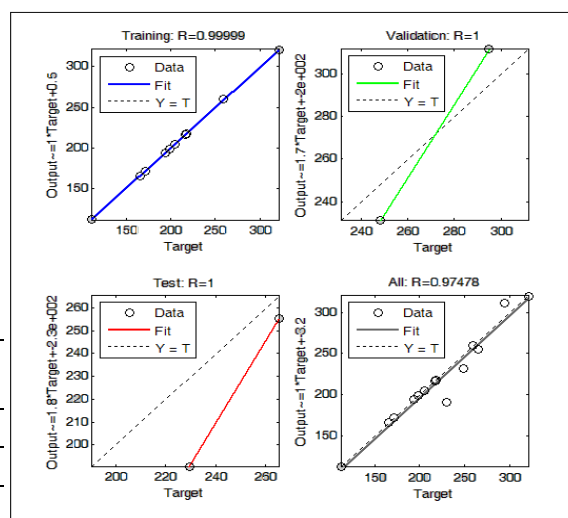 Training: R=0.99999
Output~=1*Target+0.5
300
250
200
150
Data
Fit
Y = T
150
200
250
300
Target
Validation: R=1
Output~=1.7*Target+-2e+002
300
280
260
240
Data
Fit
Y = T
240
260
280
300
Target
Test: R=1
Output~=1.8*Target+-2.3e+002
260
250
240
230
220
210
200
Data
Fit
Y = T
200
220
240
260
Target
All: R=0.97478
Output~=1*Target+-3.2
300
250
200
150
Data
Fit
Y = T
150
200
250
300
Target